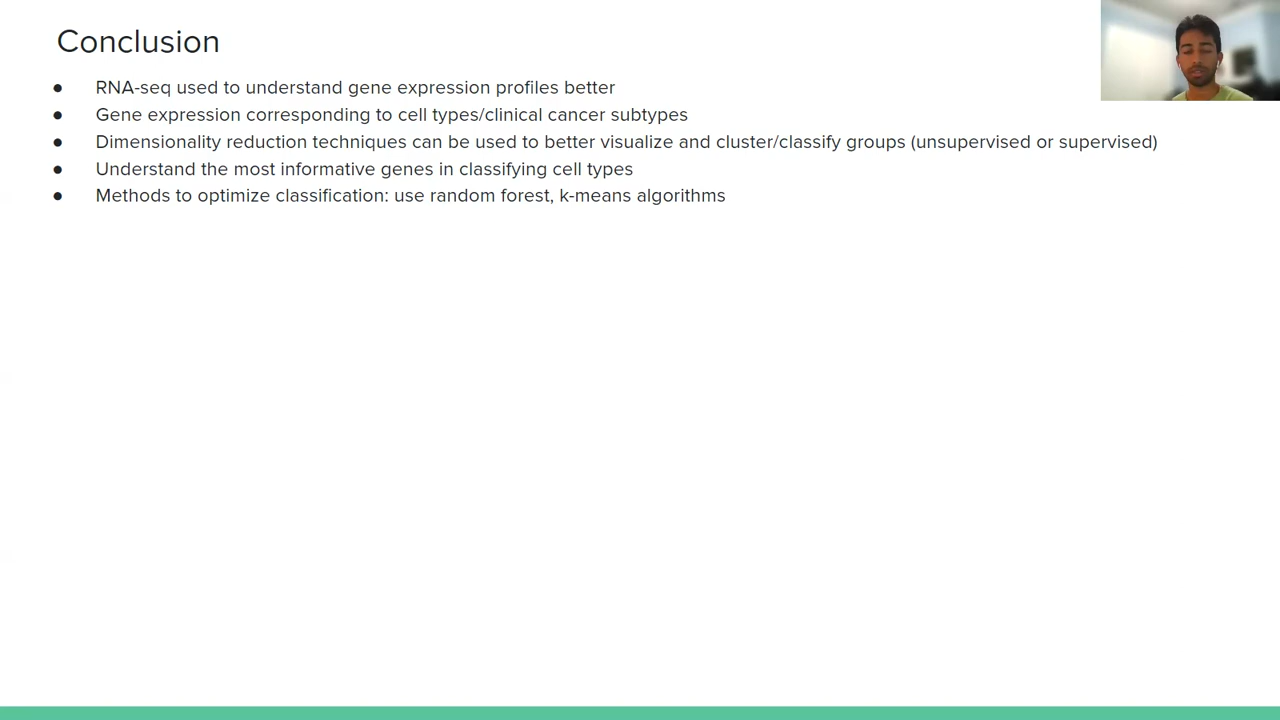 Conclusion
● RNA-seq used to understand gene expression profiles better
● Gene expression corresponding to cell types/clinical cancer subtypes
● Dimensionality reduction techniques can be used to better visualize and cluster/classify groups (unsupervised or supervised)
● Understand the most informative genes in classifying cell types
● Methods to optimize classification: use random forest, k-means algorithms